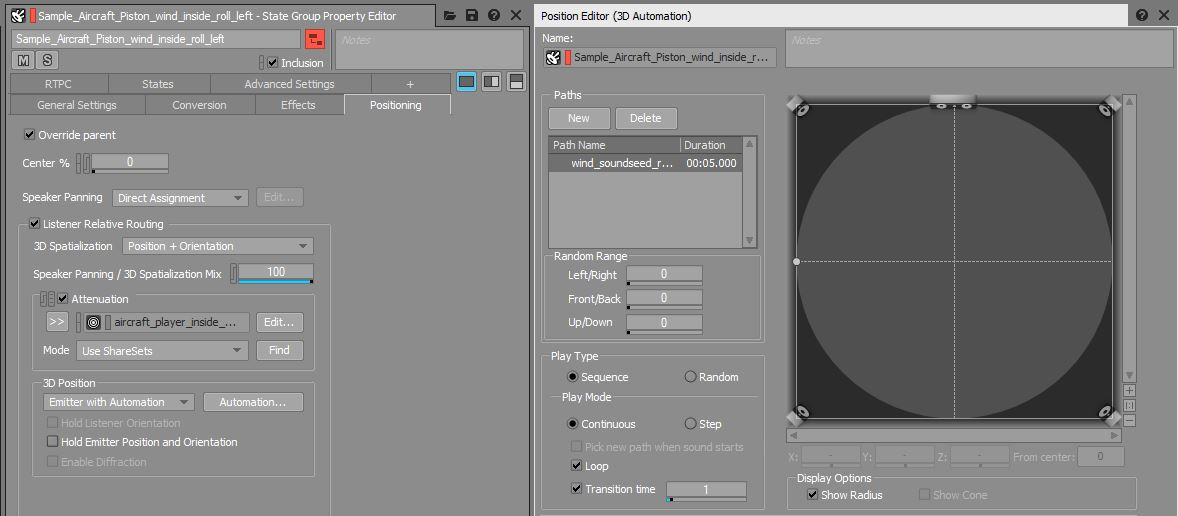 Sample_Aircraft_Piston_wind_inside_roll_left - State Group Property Editor
Sample_Aircraft_Piston_wind_inside_roll_left
Notes
M S
Inclusion
RTPC States Advanced Settings +
General Settings Conversion Effects Positioning
Override parent
Center % 0
Speaker Panning Direct Assignment Edit...
Listener Relative Routing
3D Spatialization Position + Orientation
Speaker Panning / 3D Spatialization Mix 100
Attenuation
>> aircraft_player_inside_... Edit...
Mode Use ShareSets Find
3D Position
Emitter with Automation Automation...
Hold Listener Orientation
Hold Emitter Position and Orientation
Enable Diffraction
Position Editor (3D Automation)
Name:
Sample_Aircraft_Piston_wind_inside_r...
Notes
Paths
New Delete
Path Name Duration
wind_soundseed_r... 00:05.000
Random Range
Left/Right 0
Front/Back 0
Up/Down 0
Play Type
Sequence Random
Play Mode
Continuous Step
Pick new path when sound starts
Loop
Transition time 1
X: - Y: - Z: - From center: 0
Display Options
Show Radius Show Cone